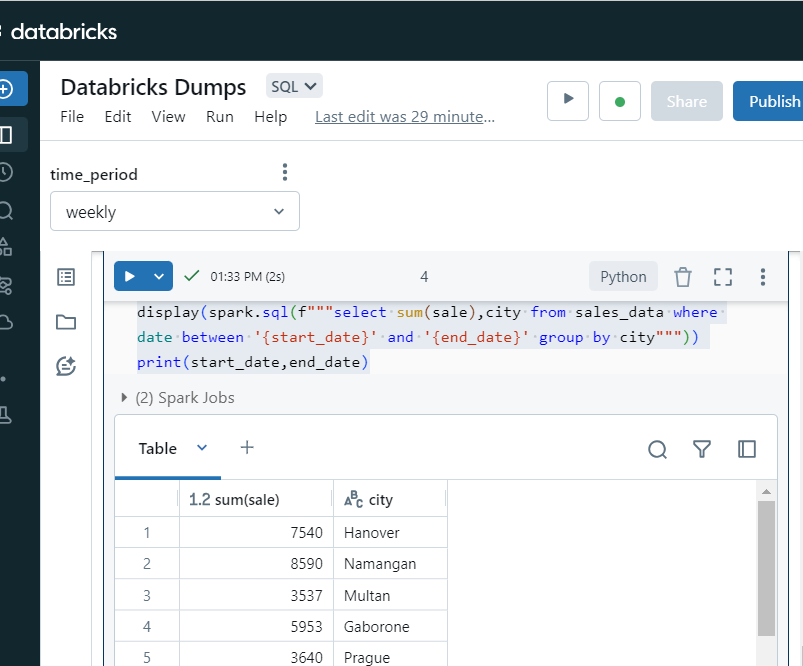 databricks
Databricks Dumps SQL
File Edit View Run Help Last edit was 29 minute...
Share
Publish
time_period
weekly
01:33 PM (2s)
4
Python
display(spark.sql(f"""select sum(sale),city from sales_data where
date between '{start_date}' and '{end_date}' group by city"""))
print(start_date,end_date)
(2) Spark Jobs
Table
1.2 sum(sale) ABC city
1 7540 Hanover
2 8590 Namangan
3 3537 Multan
4 5953 Gaborone
5 3640 Prague